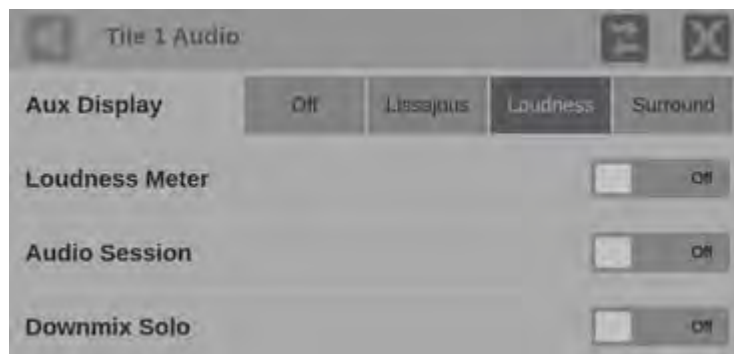 Tile 1 Audio
Aux Display Off Lissajous Loudness Surround
Loudness Meter Off
Audio Session Off
Downmix Solo Off